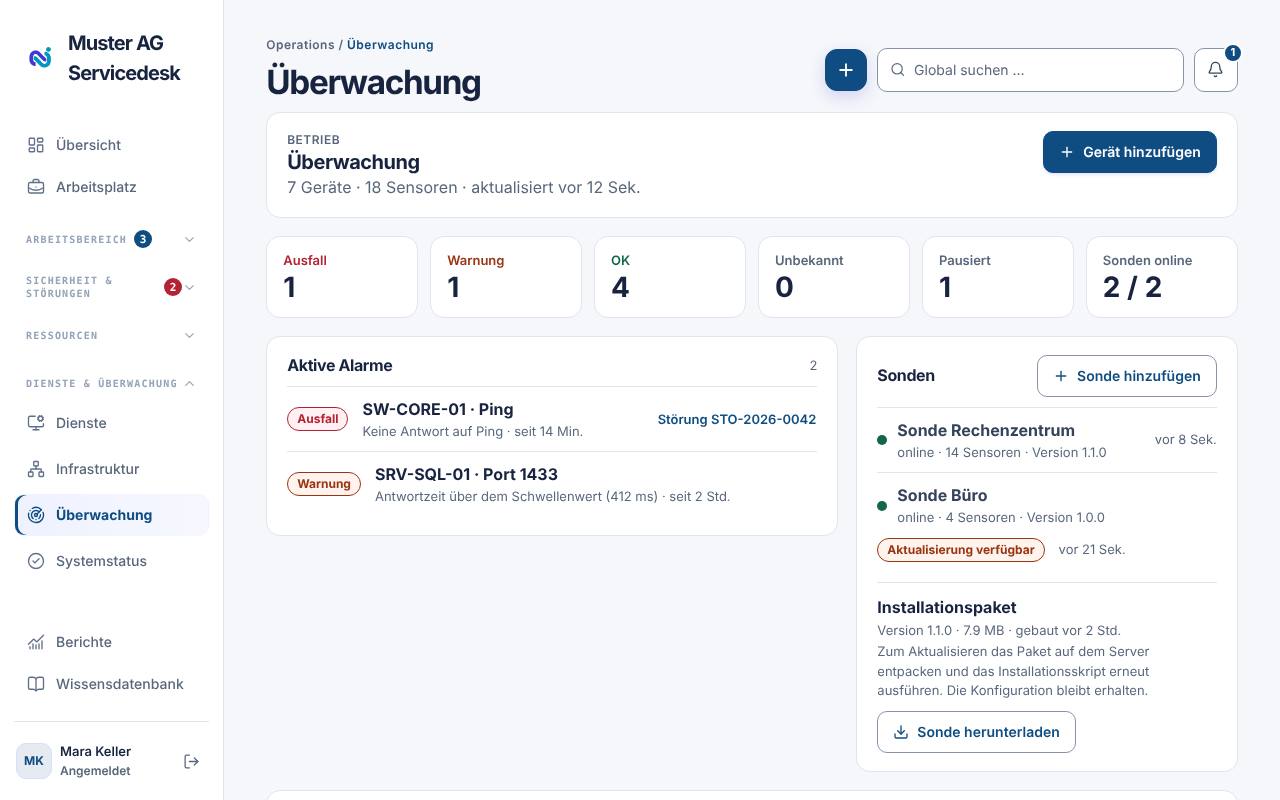 Muster AG
Servicedesk
Übersicht
Arbeitsplatz
ARBEITSBEREICH 3
SICHERHEIT &
STÖRUNGEN 2
RESSOURCEN
DIENSTE & ÜBERWACHUNG
Dienste
Infrastruktur
Überwachung
Systemstatus
Berichte
Wissensdatenbank
MK
Mara Keller
Angemeldet
Operations / Überwachung
Überwachung
Global suchen ...
1
BETRIEB
Überwachung
7 Geräte · 18 Sensoren · aktualisiert vor 12 Sek.
Gerät hinzufügen
Ausfall
1
Warnung
1
OK
4
Unbekannt
0
Pausiert
1
Sonden online
2 / 2
Aktive Alarme 2
Ausfall
SW-CORE-01 · Ping
Keine Antwort auf Ping · seit 14 Min.
Störung STO-2026-0042
Warnung
SRV-SQL-01 · Port 1433
Antwortzeit über dem Schwellenwert (412 ms) · seit 2 Std.
Sonden
Sonde hinzufügen
Sonde Rechenzentrum
online · 14 Sensoren · Version 1.1.0
vor 8 Sek.
Sonde Büro
online · 4 Sensoren · Version 1.0.0
Aktualisierung verfügbar vor 21 Sek.
Installationspaket
Version 1.1.0 · 7.9 MB · gebaut vor 2 Std.
Zum Aktualisieren das Paket auf dem Server
entpacken und das Installationsskript erneut
ausführen. Die Konfiguration bleibt erhalten.
Sonde herunterladen